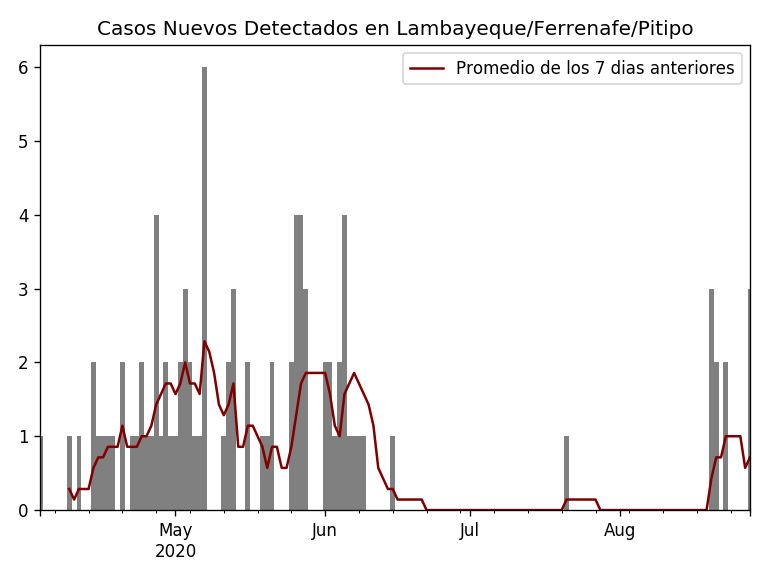 Casos Nuevos Detectados en Lambayeque/Ferrenafe/Pitipo
Promedio de los 7 dias anteriores
6
5
4
3
2
1
0
May Jun Jul Aug
2020